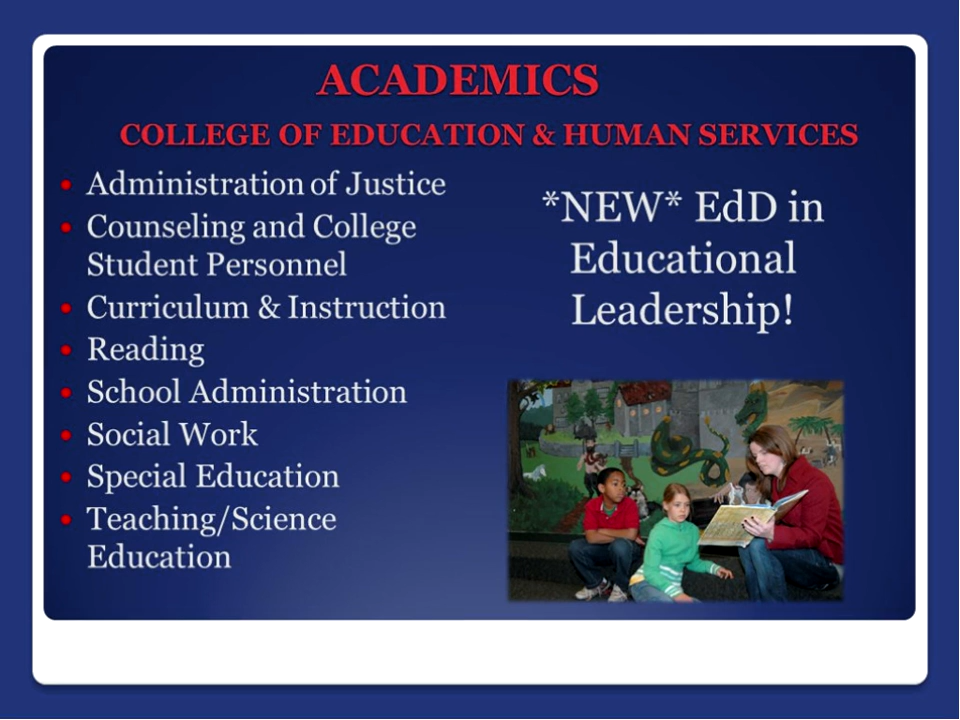 ACADEMICS
COLLEGE OF EDUCATION & HUMAN SERVICES
• Administration of Justice
• Counseling and College
Student Personnel
• Curriculum & Instruction
• Reading
• School Administration
• Social Work
• Special Education
• Teaching/Science
Education
*NEW* EdD in
Educational
Leadership!